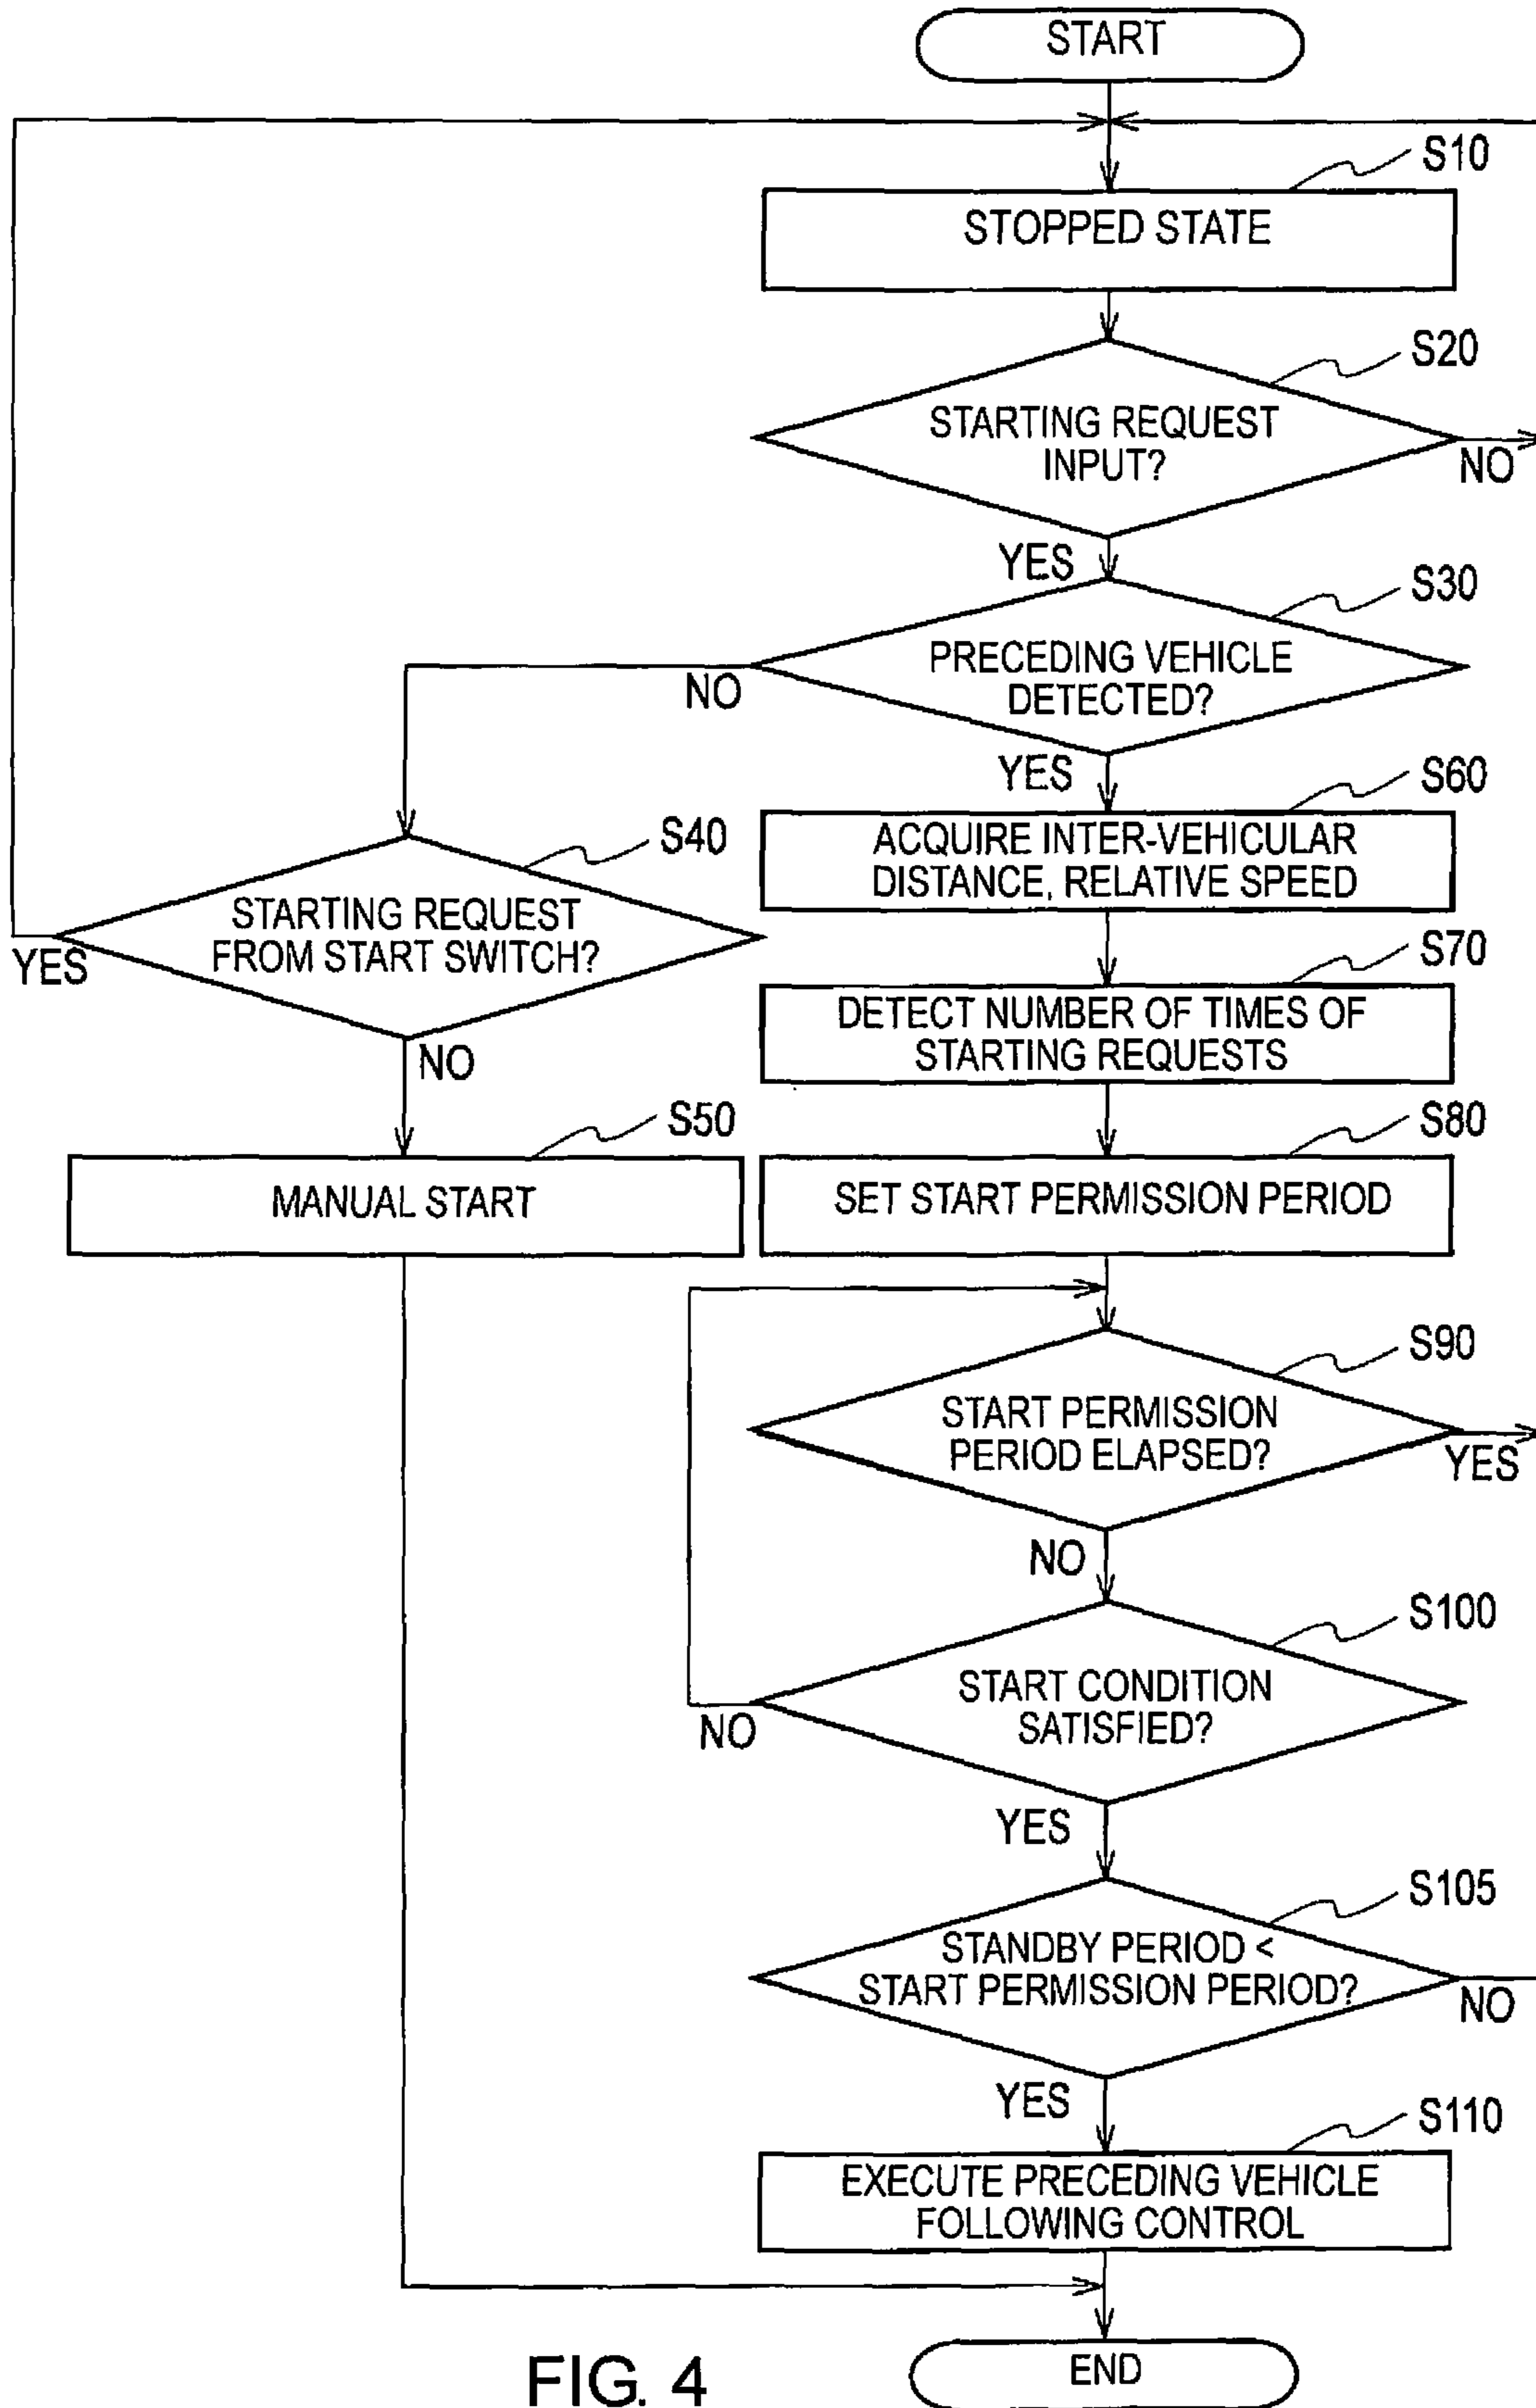 START
S10
STOPPED STATE
S20
STARTING REQUEST
INPUT?
NO
YES
S30
PRECEDING VEHICLE
DETECTED?
NO
YES
S60
ACQUIRE INTER-VEHICULAR
DISTANCE, RELATIVE SPEED
S40
STARTING REQUEST
FROM START SWITCH?
YES
NO
S70
DETECT NUMBER OF TIMES OF
STARTING REQUESTS
S50
MANUAL START
S80
SET START PERMISSION PERIOD
S90
START PERMISSION
PERIOD ELAPSED?
YES
NO
S100
START CONDITION
SATISFIED?
NO
YES
S105
STANDBY PERIOD <
START PERMISSION PERIOD?
NO
YES
S110
EXECUTE PRECEDING VEHICLE
FOLLOWING CONTROL
END
FIG. 4